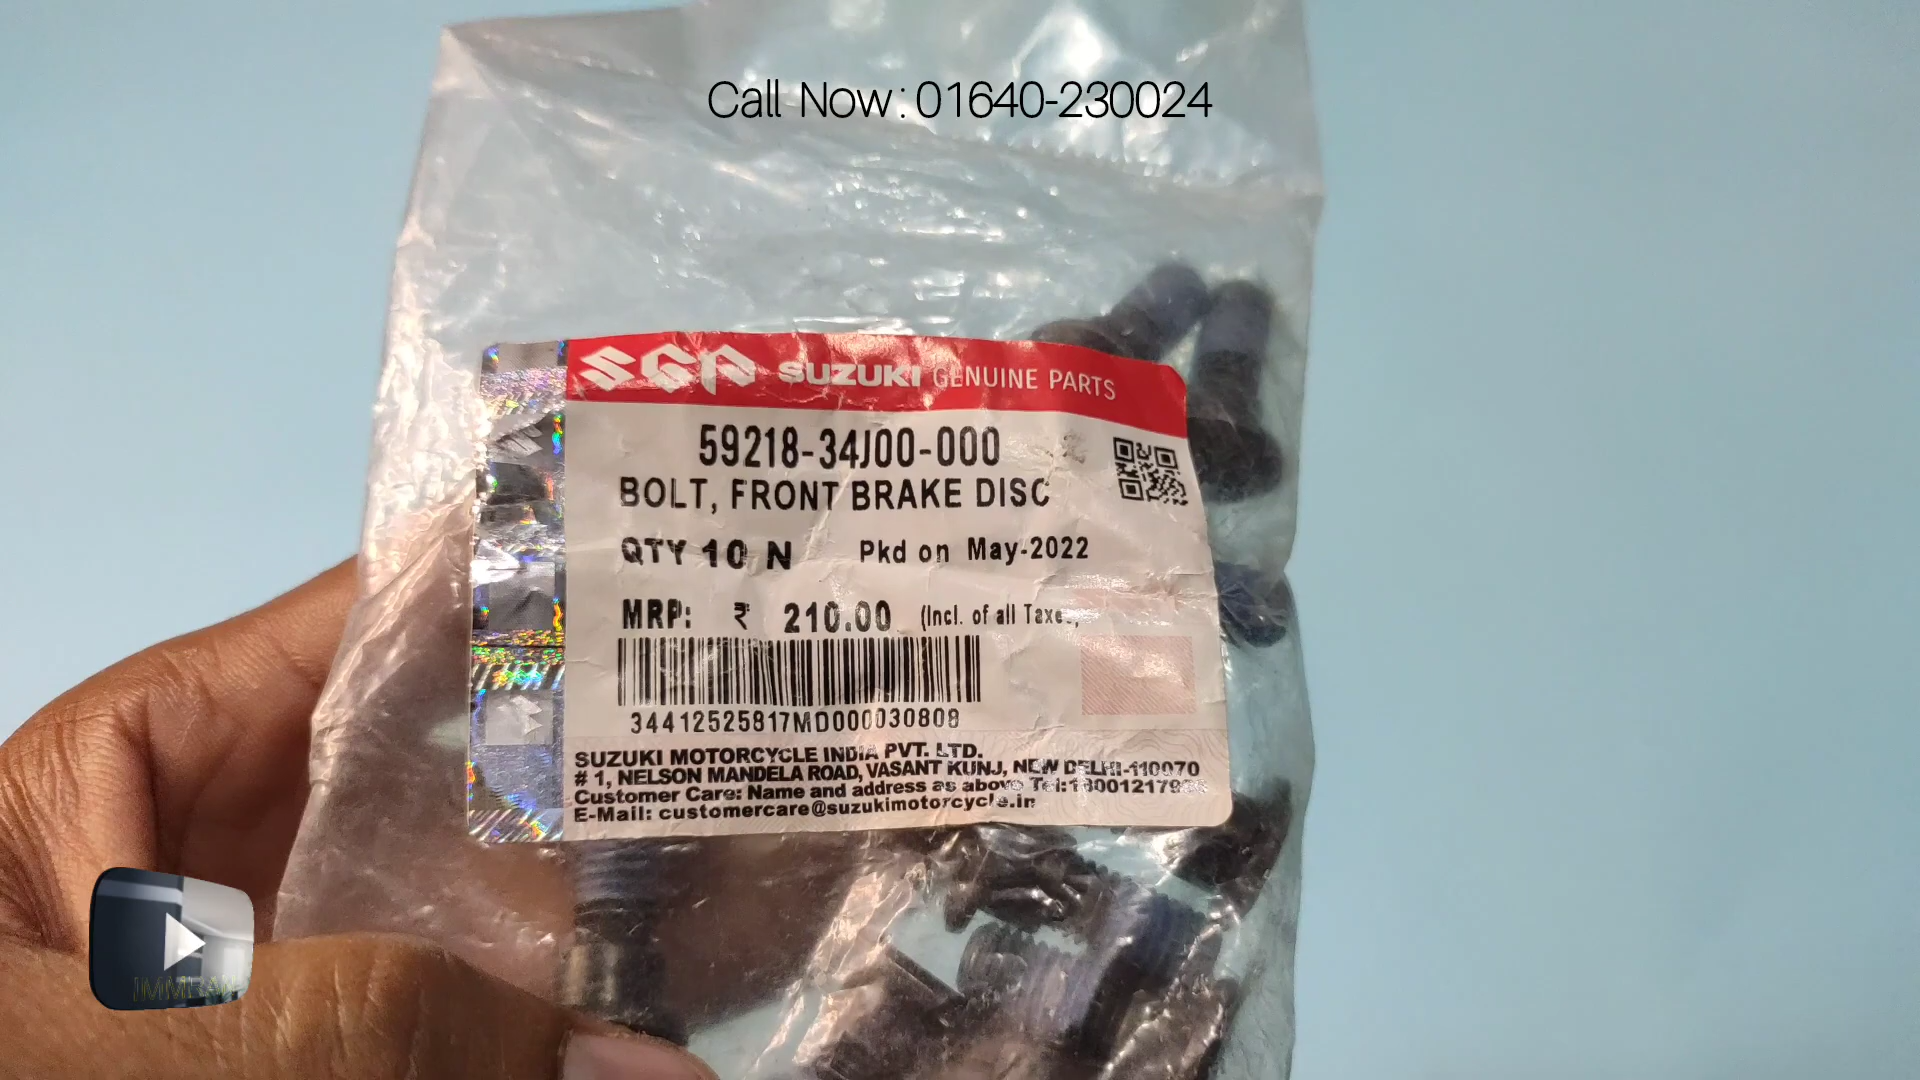 Call Now: 01640-230024
SGP SUZUKI GENUINE PARTS
59218-34J00-000
BOLT, FRONT BRAKE DISC
QTY 10 N Pkd on May-2022
MRP: ₹ 210.00 (Incl. of all Taxes)
34412525817MD000030808
SUZUKI MOTORCYCLE INDIA PVT. LTD.
# 1, NELSON MANDELA ROAD, VASANT KUNJ, NEW DELHI-110070
Customer Care: Name and address as above Tel:
E-Mail: customercare@suzukimotorcycle.in